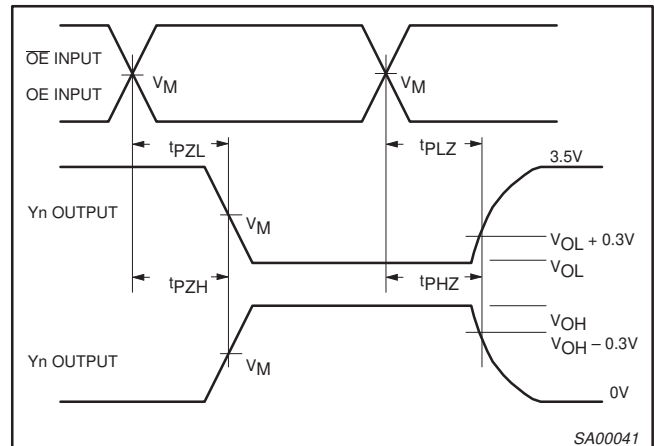 OE INPUT
VM
VM
OE INPUT
tPZL
tPLZ
3.5V
Yn OUTPUT
VM
VOL + 0.3V
VOL
tPZH
tPHZ
VOH
VOH – 0.3V
Yn OUTPUT
VM
0V
SA00041